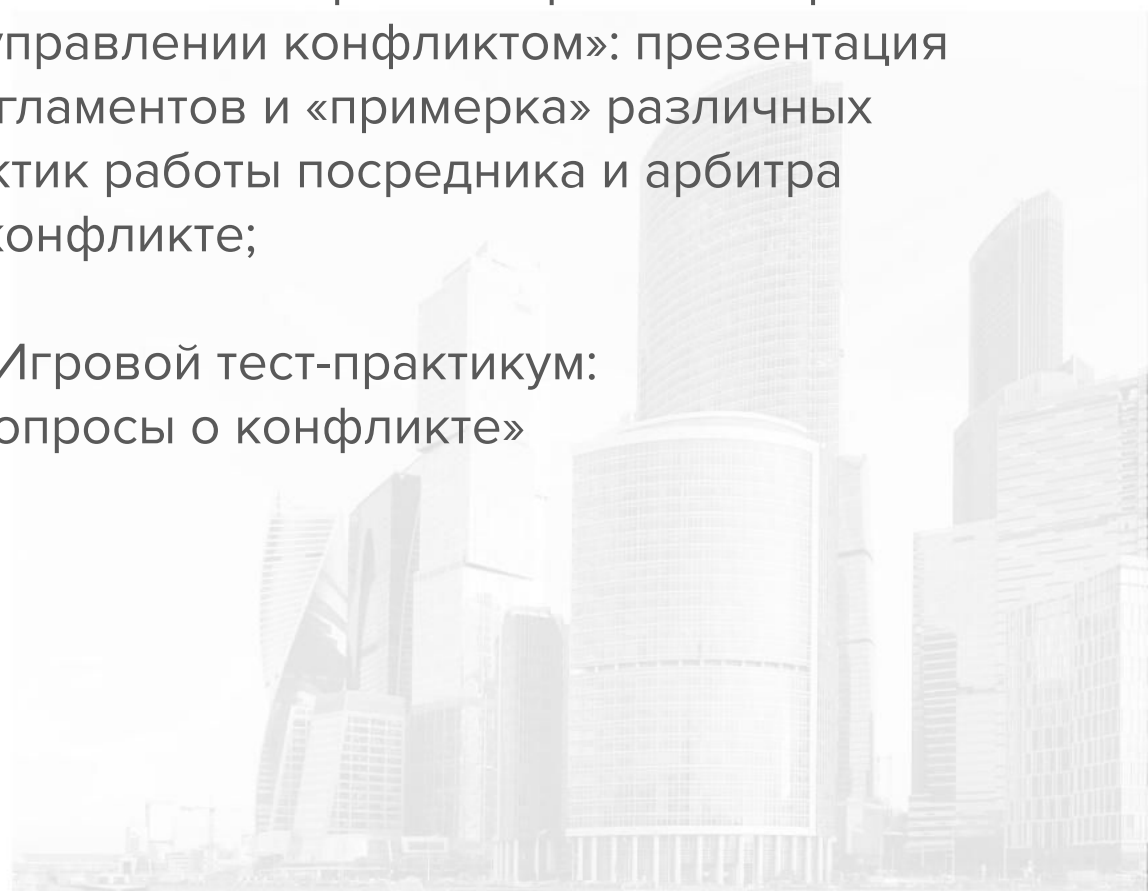 управлении конфликтом»: презентация
гламентов и «примерка» различных
ктик работы посредника и арбитра
конфликте;
Игровой тест-практикум:
опросы о конфликте»